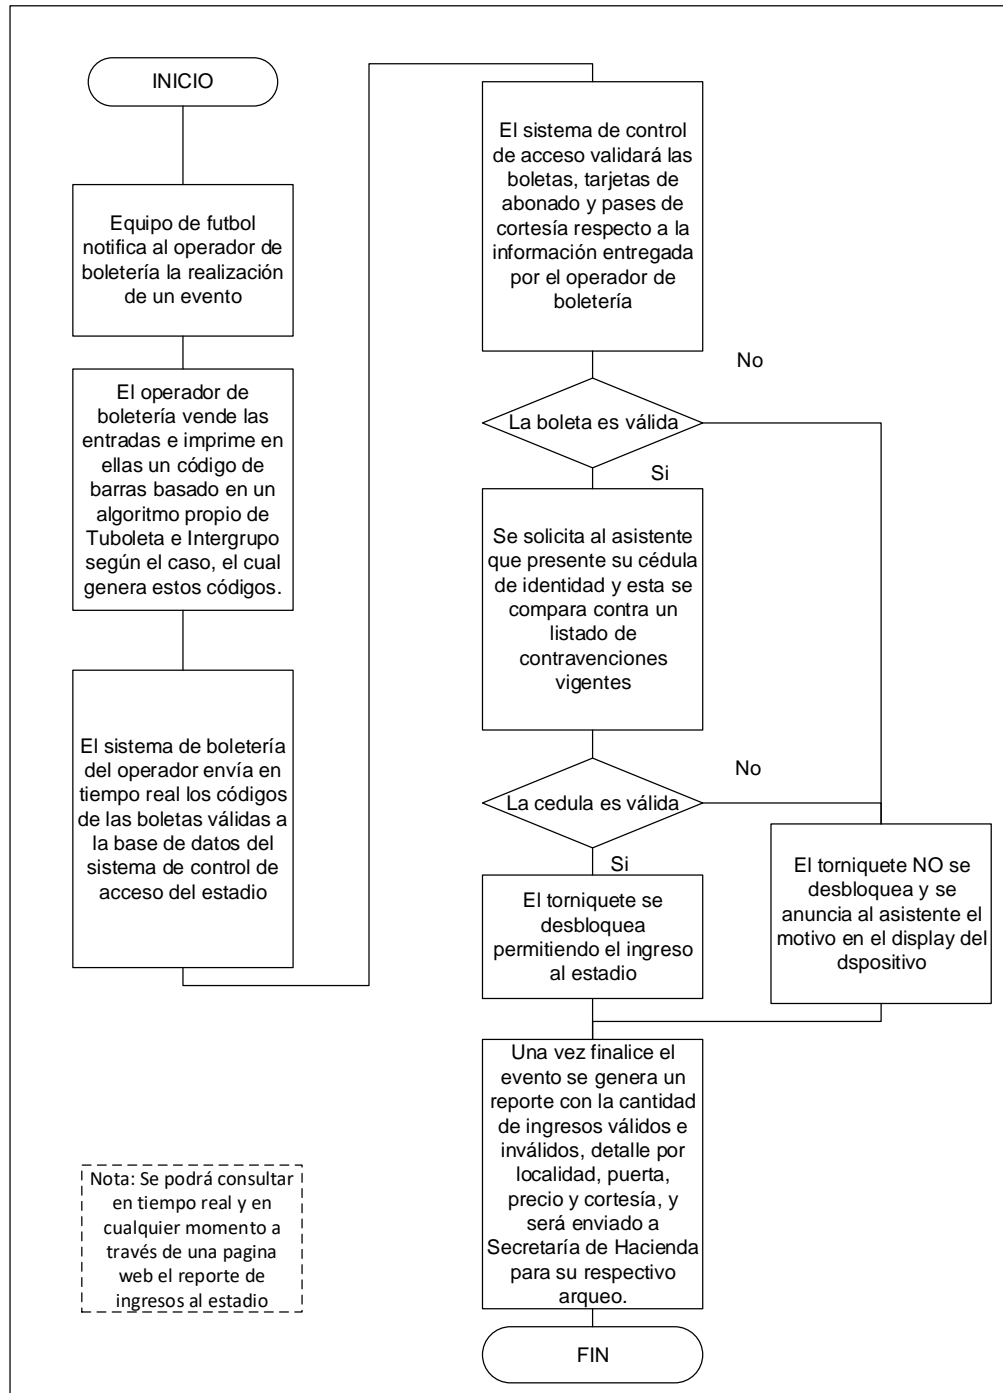 INICIO
Equipo de futbol
notifica al operador de
boletería la realización
de un evento
El operador de
boletería vende las
entradas e imprime en
ellas un código de
barras basado en un
algoritmo propio de
Tuboleta e Intergrupo
según el caso, el cual
genera estos códigos.
El sistema de boletería
del operador envía en
tiempo real los códigos
de las boletas válidas a
la base de datos del
sistema de control de
acceso del estadio
El sistema de control
de acceso validará las
boletas, tarjetas de
abonado y pases de
cortesía respecto a la
información entregada
por el operador de
boletería
No
La boleta es válida
Si
Se solicita al asistente
que presente su cédula
de identidad y esta se
compara contra un
listado de
contravenciones
vigentes
No
La cedula es válida
Si
El torniquete se
desbloquea
permitiendo el ingreso
al estadio
El torniquete NO se
desbloquea y se
anuncia al asistente el
motivo en el display del
dspositivo
Una vez finalice el
evento se genera un
reporte con la cantidad
de ingresos válidos e
inválidos, detalle por
localidad, puerta,
precio y cortesía, y
será enviado a
Secretaría de Hacienda
para su respectivo
arqueo.
FIN
Nota: Se podrá consultar
en tiempo real y en
cualquier momento a
través de una pagina
web el reporte de
ingresos al estadio